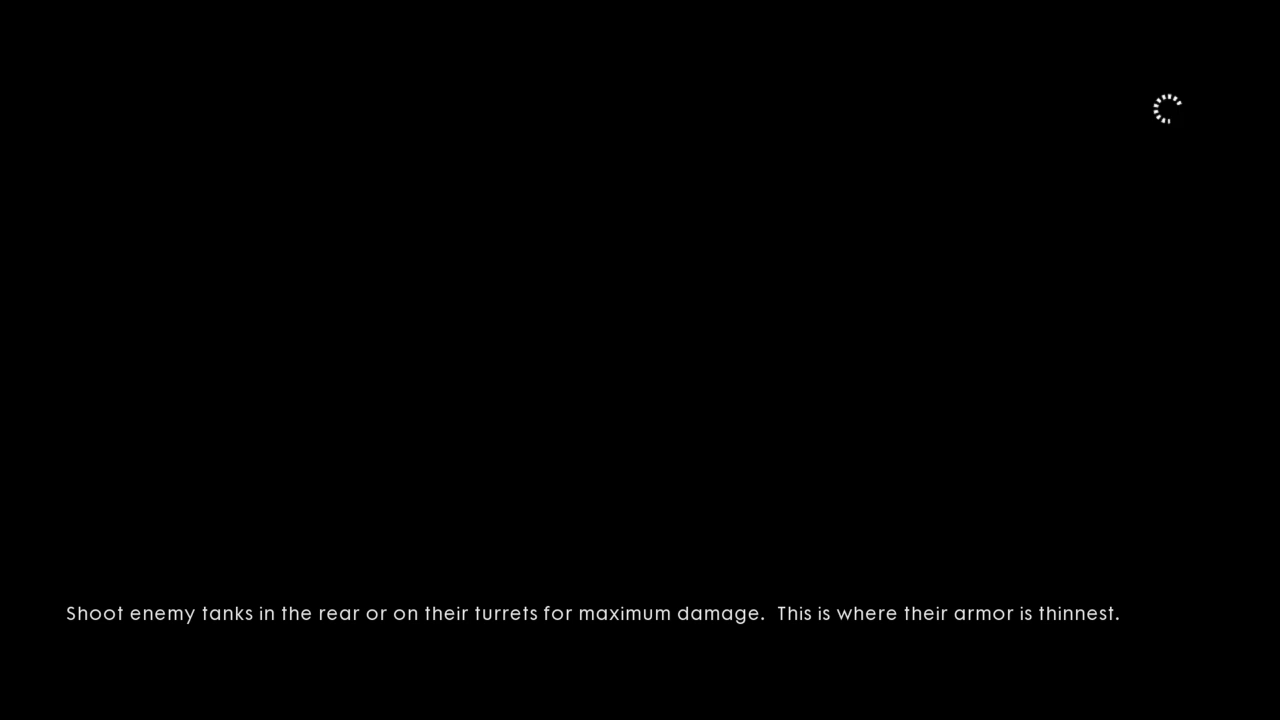 Shoot enemy tanks in the rear or on their turrets for maximum damage.  This is where their armor is thinnest.